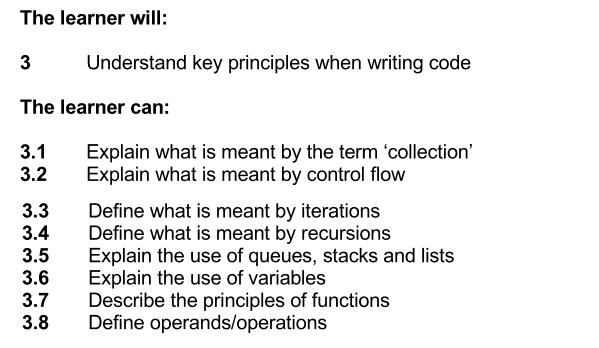 The learner will:
3 Understand key principles when writing code
The learner can:
3.1 Explain what is meant by the term ‘collection’
3.2 Explain what is meant by control flow
3.3 Define what is meant by iterations
3.4 Define what is meant by recursions
3.5 Explain the use of queues, stacks and lists
3.6 Explain the use of variables
3.7 Describe the principles of functions
3.8 Define operands/operations